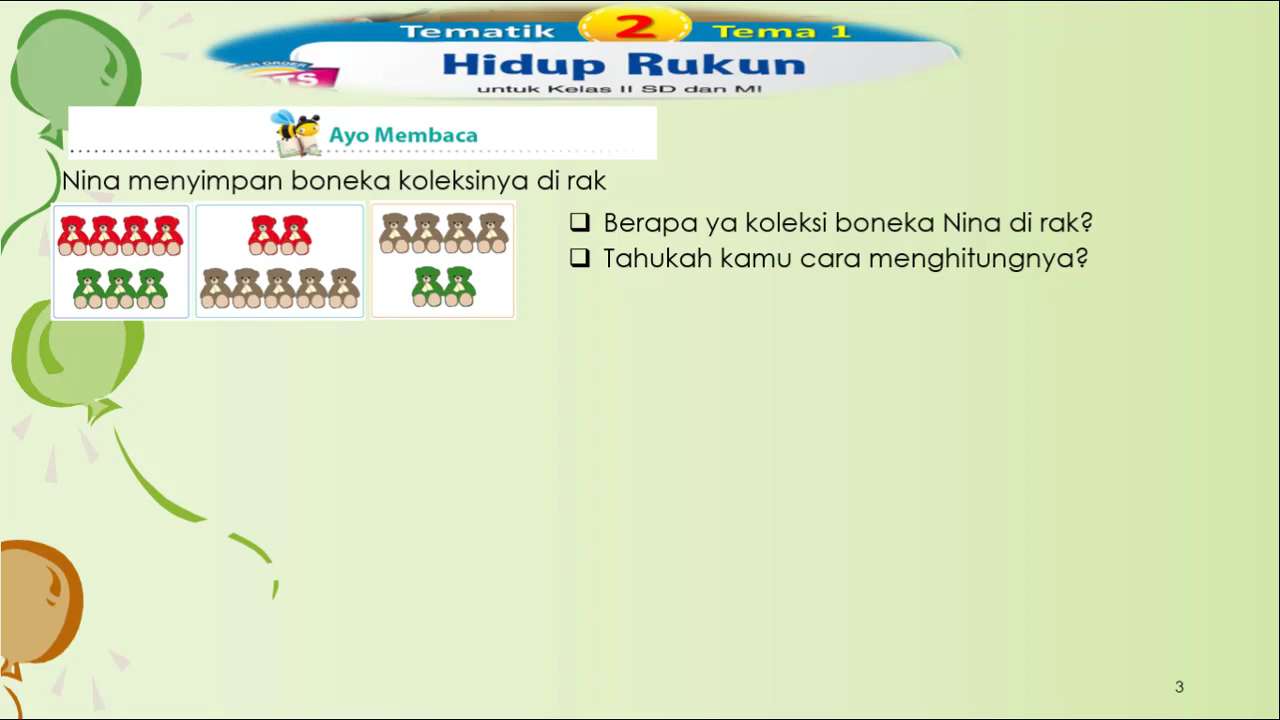 Tematik 2 Tema 1
Hidup Rukun
untuk Kelas II SD dan MI
Ayo Membaca
Nina menyimpan boneka koleksinya di rak
Berapa ya koleksi boneka Nina di rak?
Tahukah kamu cara menghitungnya?
3